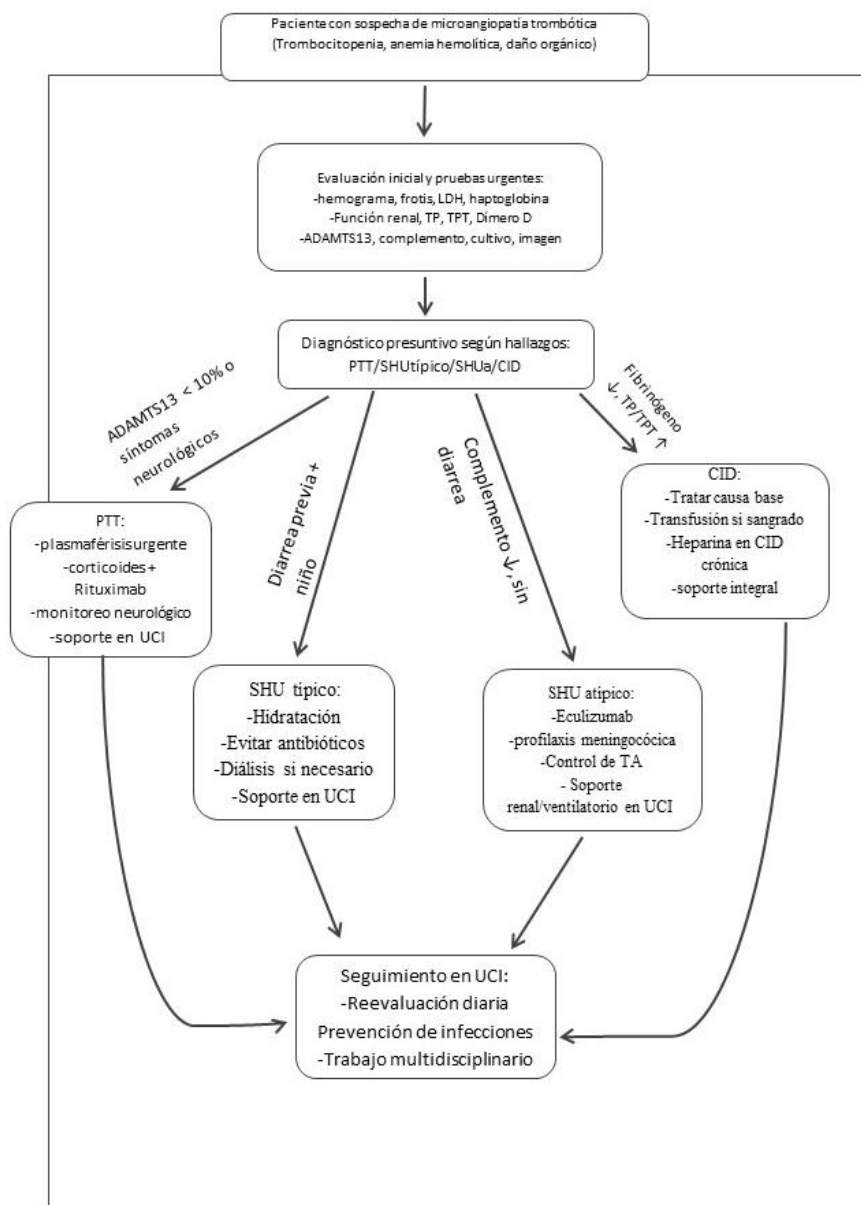 Paciente con sospecha de microangiopatía trombótica
(Trombocitopenia, anemia hemolítica, daño orgánico)
Evaluación inicial y pruebas urgentes:
-hemograma, frotis, LDH, haptoglobina
-Función renal, TP, TPT, Dímero D
-ADAMTS13, complemento, cultivo, imagen
Diagnóstico presuntivo según hallazgos:
PTT/SHUtípico/SHUa/CID
ADAMTS13 < 10% o
síntomas
neurológicos
Diarrea previa +
niño
Complemento ↓, sin
diarrea
Fibrinógeno
↓, TP/TPT ↑
PTT:
-plasmaférisisurgente
-corticoides+
Rituximab
-monitoreo neurológico
-soporte en UCI
CID:
-Tratar causa base
-Transfusión si sangrado
-Heparina en CID
crónica
-soporte integral
SHU típico:
-Hidratación
-Evitar antibióticos
-Diálisis si necesario
-Soporte en UCI
SHU atípico:
-Eculizumab
-profilaxis meningocócica
-Control de TA
- Soporte
renal/ventilatorio en UCI
Seguimiento en UCI:
-Reevaluación diaria
Prevención de infecciones
-Trabajo multidisciplinario